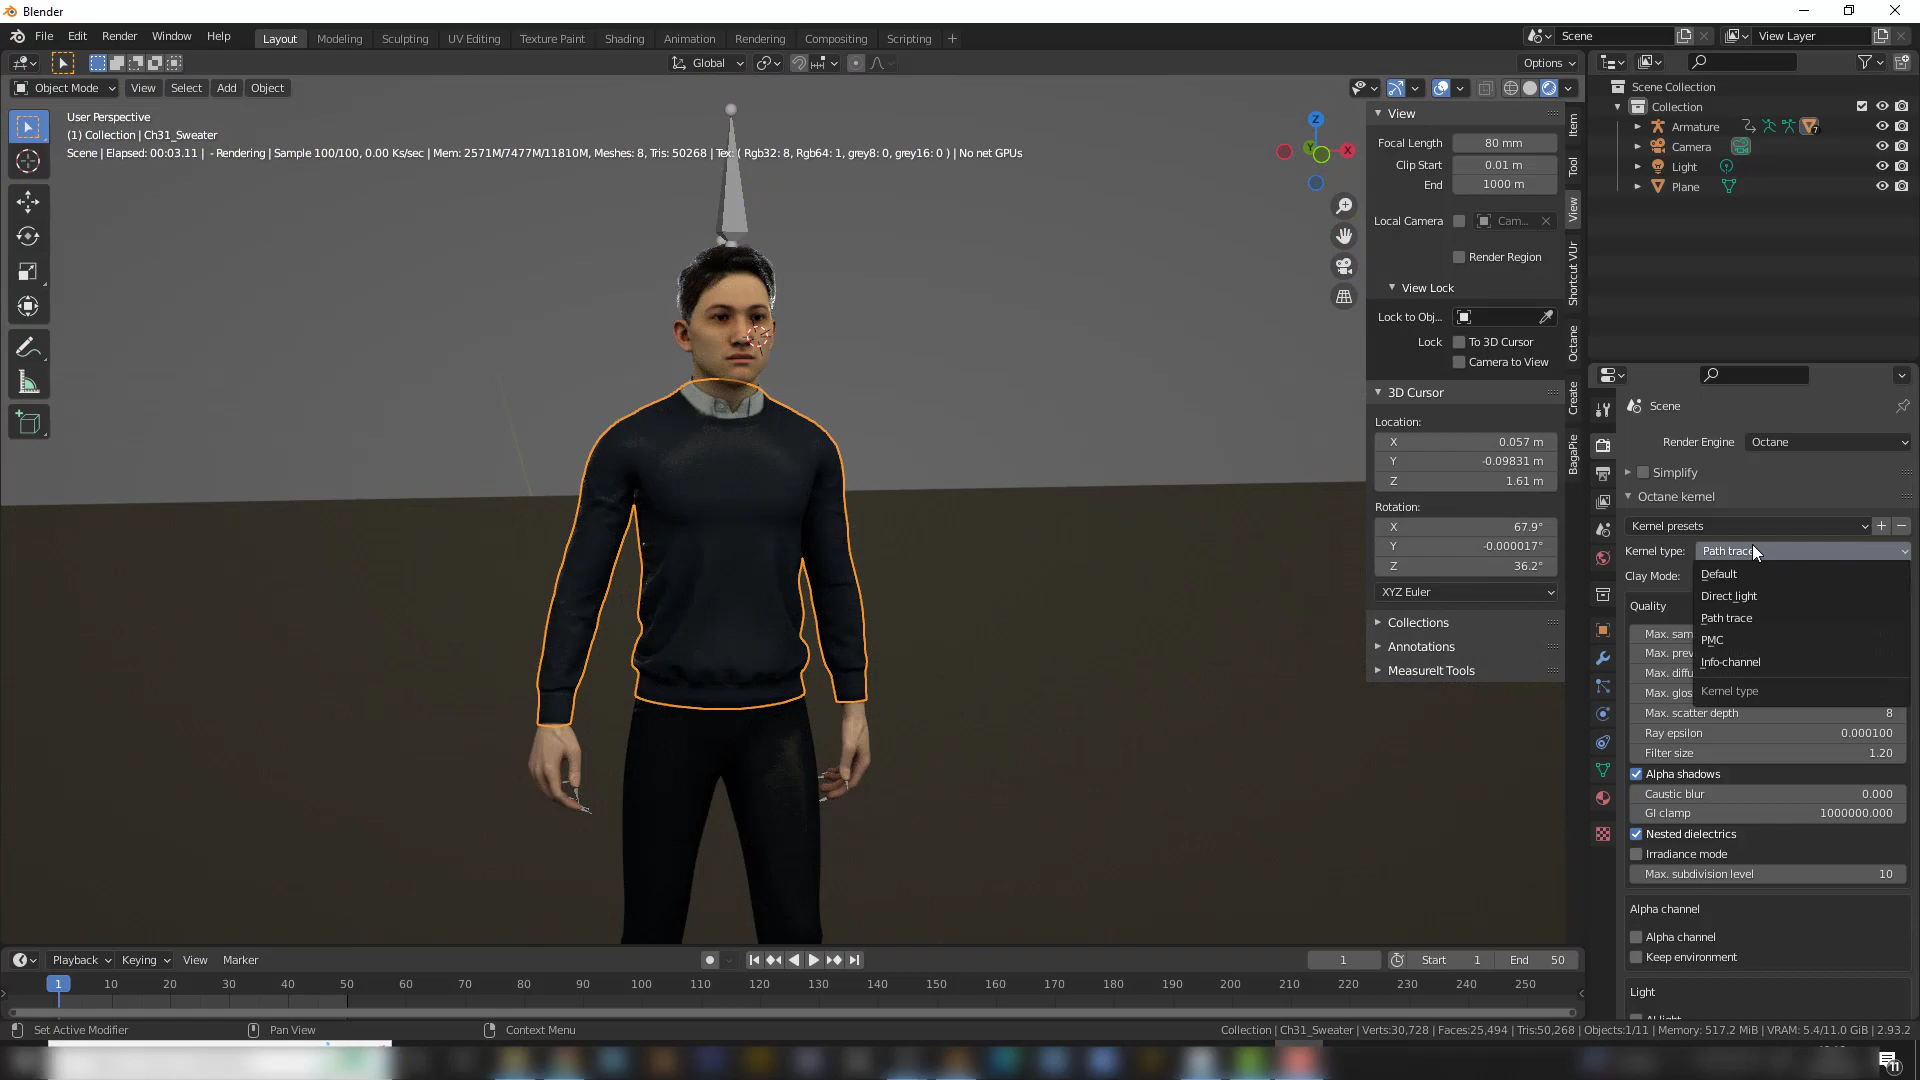 Blender
File Edit Render Window Help
Layout Modeling Sculpting UV Editing Texture Paint Shading Animation Rendering Compositing Scripting +
Scene
View Layer
Global
Options
Object Mode View Select Add Object
User Perspective
(1) Collection | Ch31_Sweater
Scene | Elapsed: 00:03.11 | - Rendering | Sample 100/100, 0.00 Ks/sec | Mem: 2571M/7477M/11810M, Meshes: 8, Tris: 50268 | Tex: ( Rgb32: 8, Rgb64: 1, grey8: 0, grey16: 0 ) | No net GPUs
Z
Y
X
View
Focal Length 80 mm
Clip Start 0.01 m
End 1000 m
Local Camera Cam...
Render Region
View Lock
Lock to Obj...
Lock To 3D Cursor
Camera to View
3D Cursor
Location:
X 0.057 m
Y -0.09831 m
Z 1.61 m
Rotation:
X 67.9°
Y -0.000017°
Z 36.2°
XYZ Euler
Collections
Annotations
MeasureIt Tools
Item
Tool
View
Shortcut VUr
Octane
Create
BagaPie
Scene Collection
Collection
Armature 7
Camera
Light
Plane
Scene
Render Engine Octane
Simplify
Octane kernel
Kernel presets
Kernel type: Path trace
Default
Direct light
Path trace
PMC
Info-channel
Kernel type
Clay Mode:
Quality
Max. sam
Max. prev
Max. diffu
Max. glos
Max. scatter depth 8
Ray epsilon 0.000100
Filter size 1.20
Alpha shadows
Caustic blur 0.000
GI clamp 1000000.000
Nested dielectrics
Irradiance mode
Max. subdivision level 10
Alpha channel
Alpha channel
Keep environment
Light
AI light
Playback Keying View Marker
1 Start 1 End 50
1 10 20 30 40 50 60 70 80 90 100 110 120 130 140 150 160 170 180 190 200 210 220 230 240 250
Set Active Modifier Pan View Context Menu
Collection | Ch31_Sweater | Verts:30,728 | Faces:25,494 | Tris:50,268 | Objects:1/11 | Memory: 517.2 MiB | VRAM: 5.4/11.0 GiB | 2.93.2
11